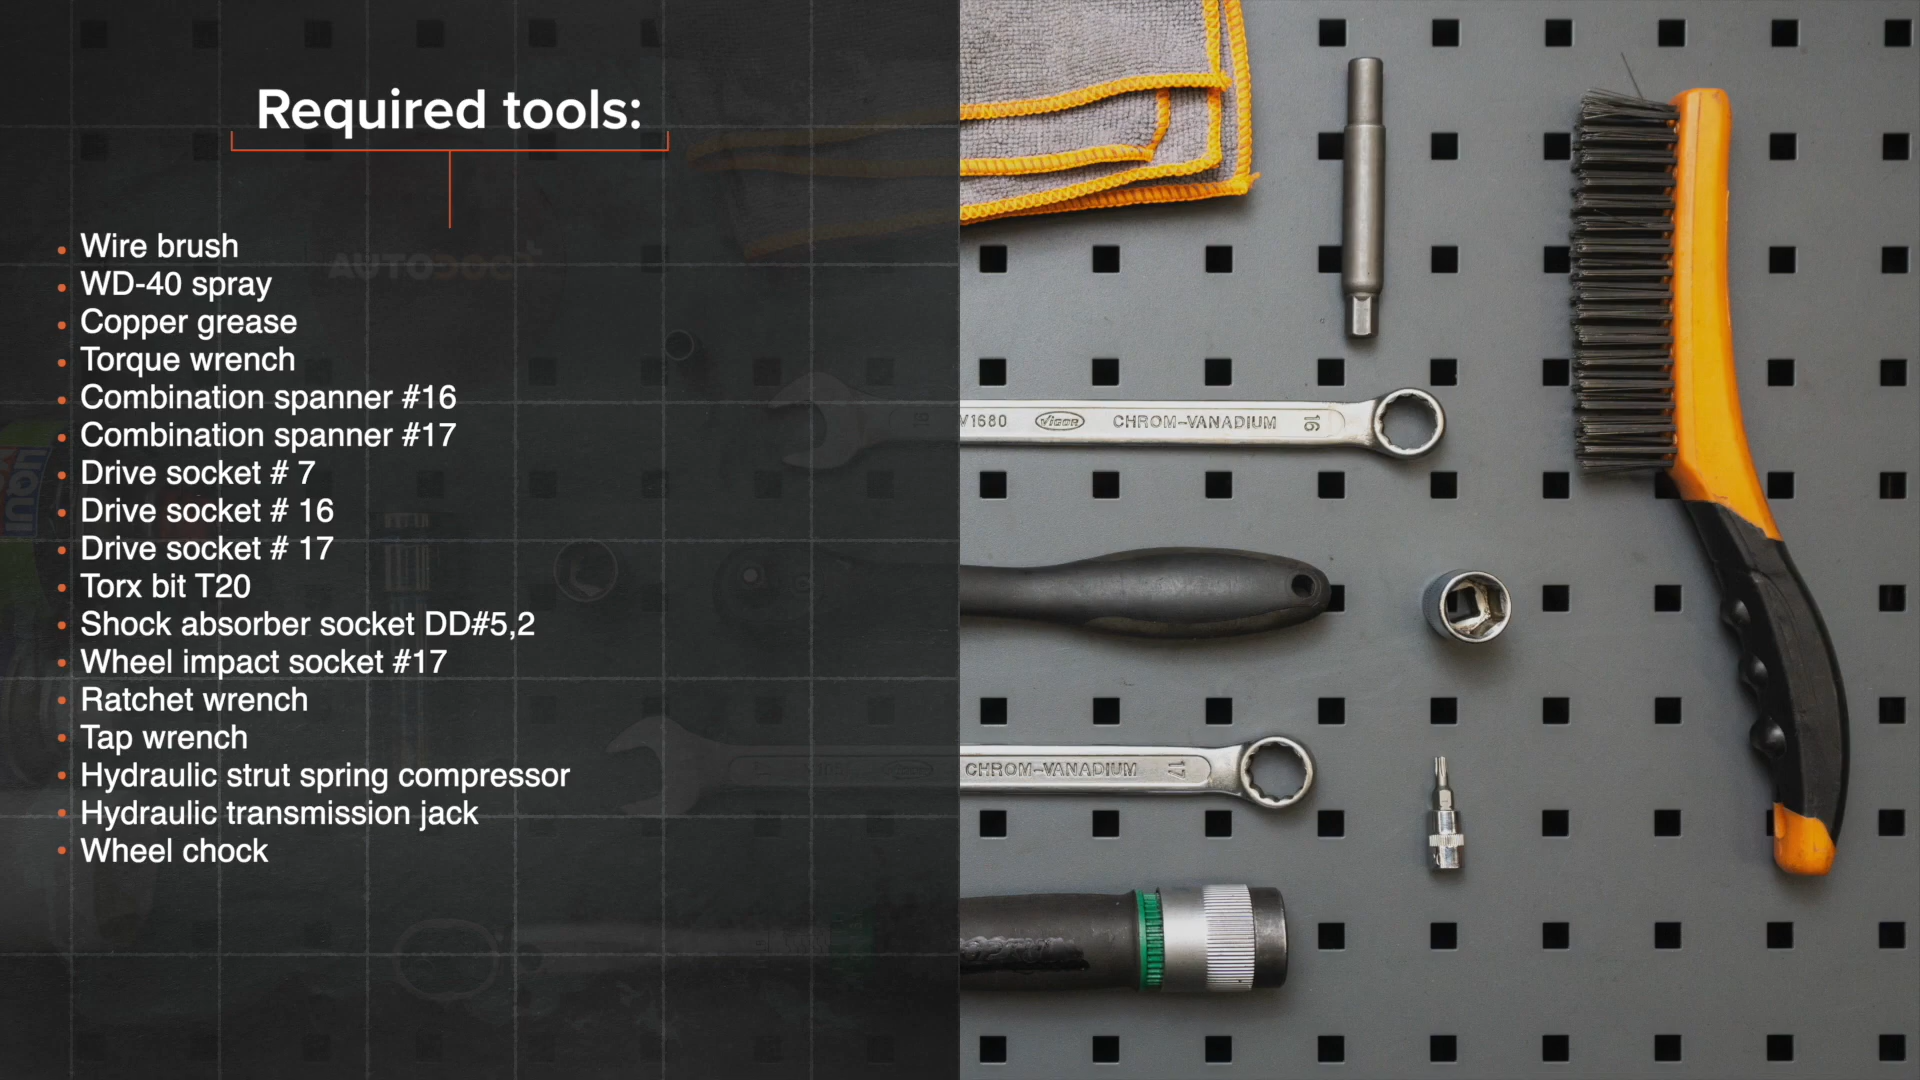 Required tools:
Wire brush
WD-40 spray
Copper grease
Torque wrench
Combination spanner #16
Combination spanner #17
Drive socket # 7
Drive socket # 16
Drive socket # 17
Torx bit T20
Shock absorber socket DD#5,2
Wheel impact socket #17
Ratchet wrench
Tap wrench
Hydraulic strut spring compressor
Hydraulic transmission jack
Wheel chock
AUTODOC
V1680 VIGOR CHROM-VANADIUM 16
CHROM-VANADIUM 17